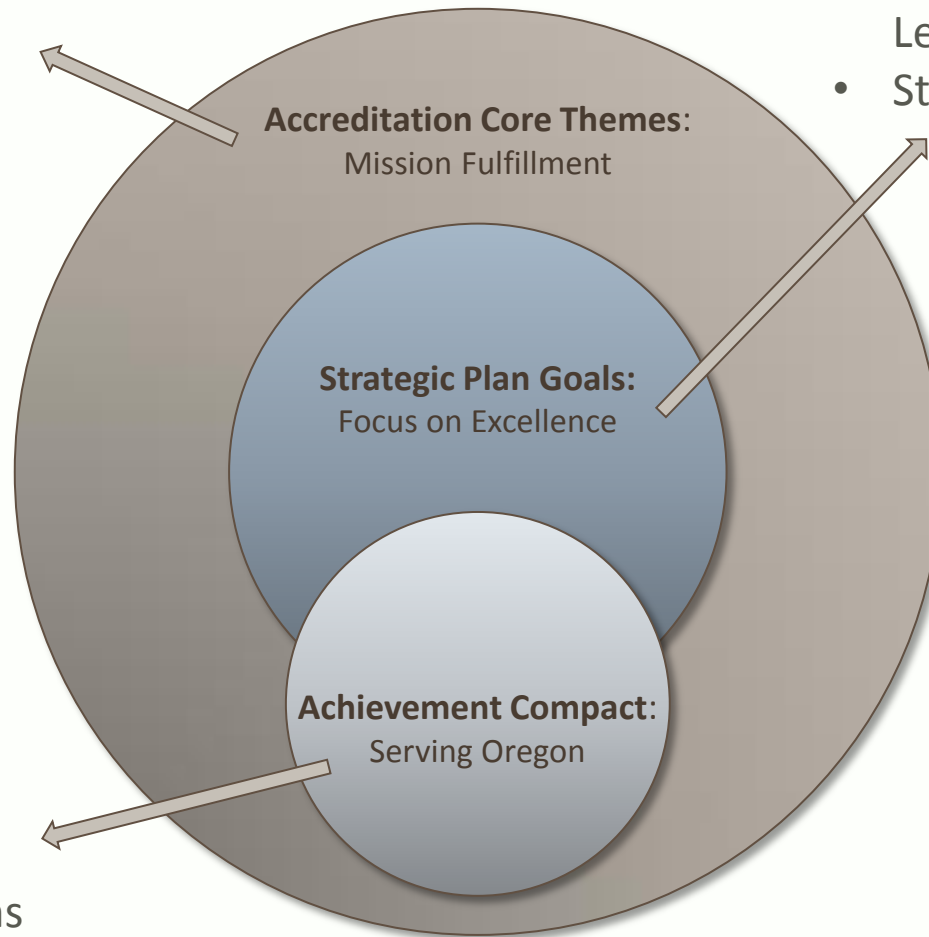 Accreditation Core Themes:
Mission Fulfillment
Strategic Plan Goals:
Focus on Excellence
Achievement Compact:
Serving Oregon